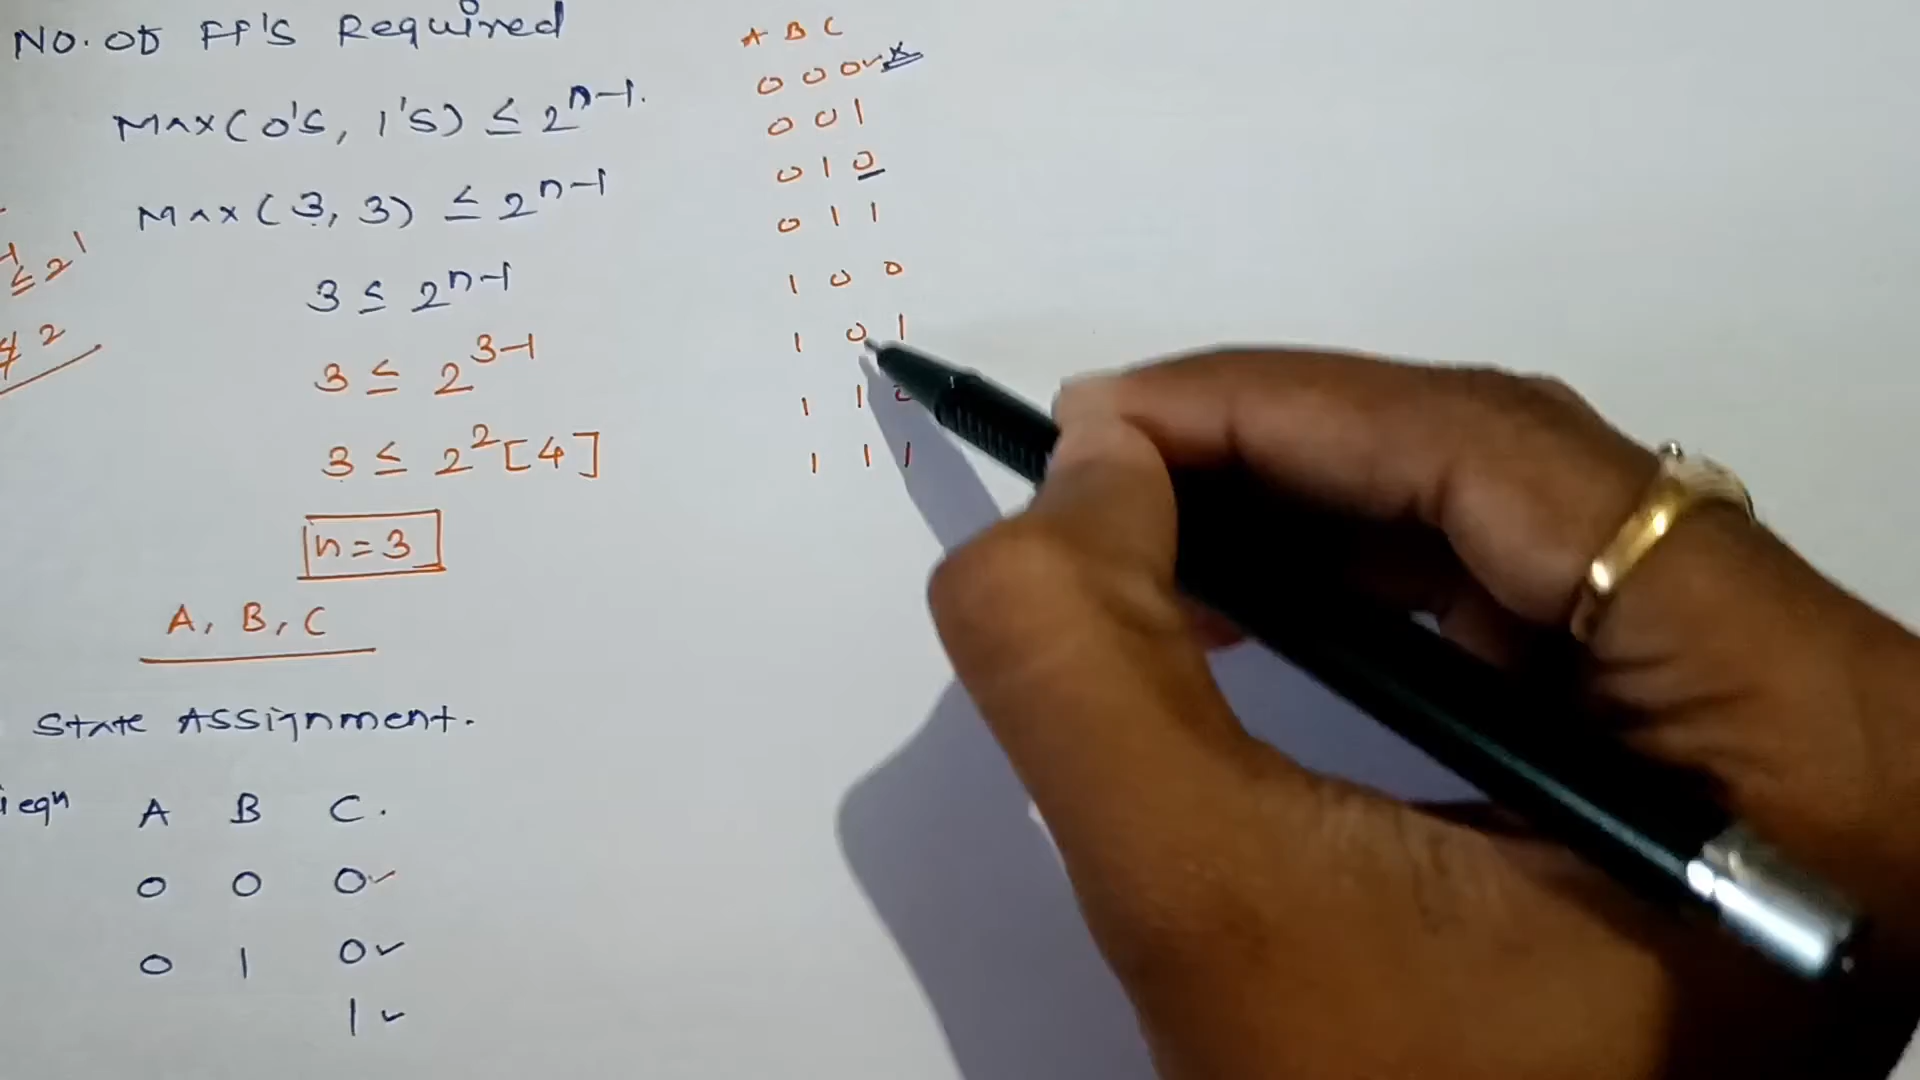 No. of FF's Required
Max(0's, 1's) ≤ 2^n-1.
Max(3, 3) ≤ 2^n-1
3 ≤ 2^n-1
3 ≤ 2^3-1
3 ≤ 2^2 [4]
n=3
A, B, C
State Assignment.
A B C.
0 0 0✓
0 1 0✓
1✓
≤ 2^1
2
A B C
0 0 0✓
0 0 1
0 1 0
0 1 1
1 0 0
1 0 1
1 1
1 1 1